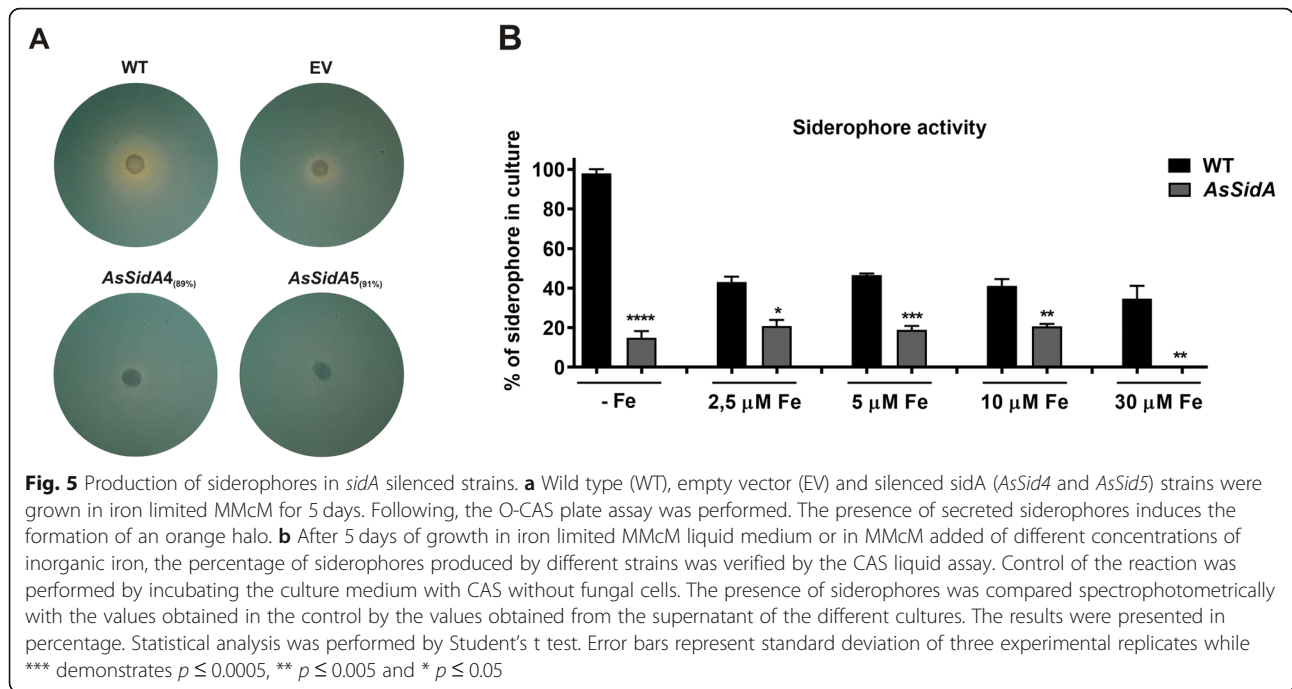 A
WT
EV
AsSidA4(89%)
AsSidA5(91%)
B
Siderophore activity
% of siderophore in culture
100
80
60
40
20
0
WT
AsSidA
****
*
***
**
**
- Fe
2,5 µM Fe
5 µM Fe
10 µM Fe
30 µM Fe
Fig. 5 Production of siderophores in sidA silenced strains. a Wild type (WT), empty vector (EV) and silenced sidA (AsSid4 and AsSid5) strains were
grown in iron limited MMcM for 5 days. Following, the O-CAS plate assay was performed. The presence of secreted siderophores induces the
formation of an orange halo. b After 5 days of growth in iron limited MMcM liquid medium or in MMcM added of different concentrations of
inorganic iron, the percentage of siderophores produced by different strains was verified by the CAS liquid assay. Control of the reaction was
performed by incubating the culture medium with CAS without fungal cells. The presence of siderophores was compared spectrophotometrically
with the values obtained in the control by the values obtained from the supernatant of the different cultures. The results were presented in
percentage. Statistical analysis was performed by Student's t test. Error bars represent standard deviation of three experimental replicates while
*** demonstrates p ≤ 0.0005, ** p ≤ 0.005 and * p ≤ 0.05